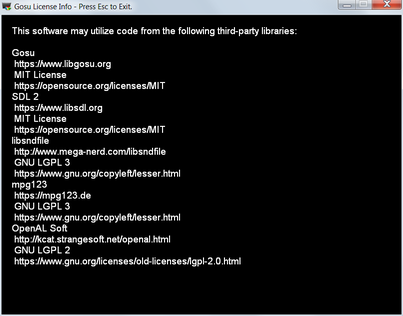 Gosu License Info - Press Esc to Exit.
This software may utilize code from the following third-party libraries:
Gosu
https://www.libgosu.org
MIT License
https://opensource.org/licenses/MIT
SDL 2
https://www.libsdl.org
MIT License
https://opensource.org/licenses/MIT
libsndfile
http://www.mega-nerd.com/libsndfile
GNU LGPL 3
https://www.gnu.org/copyleft/lesser.html
mpg123
https://mpg123.de
GNU LGPL 3
https://www.gnu.org/copyleft/lesser.html
OpenAL Soft
http://kcat.strangesoft.net/openal.html
GNU LGPL 2
https://www.gnu.org/licenses/old-licenses/lgpl-2.0.html